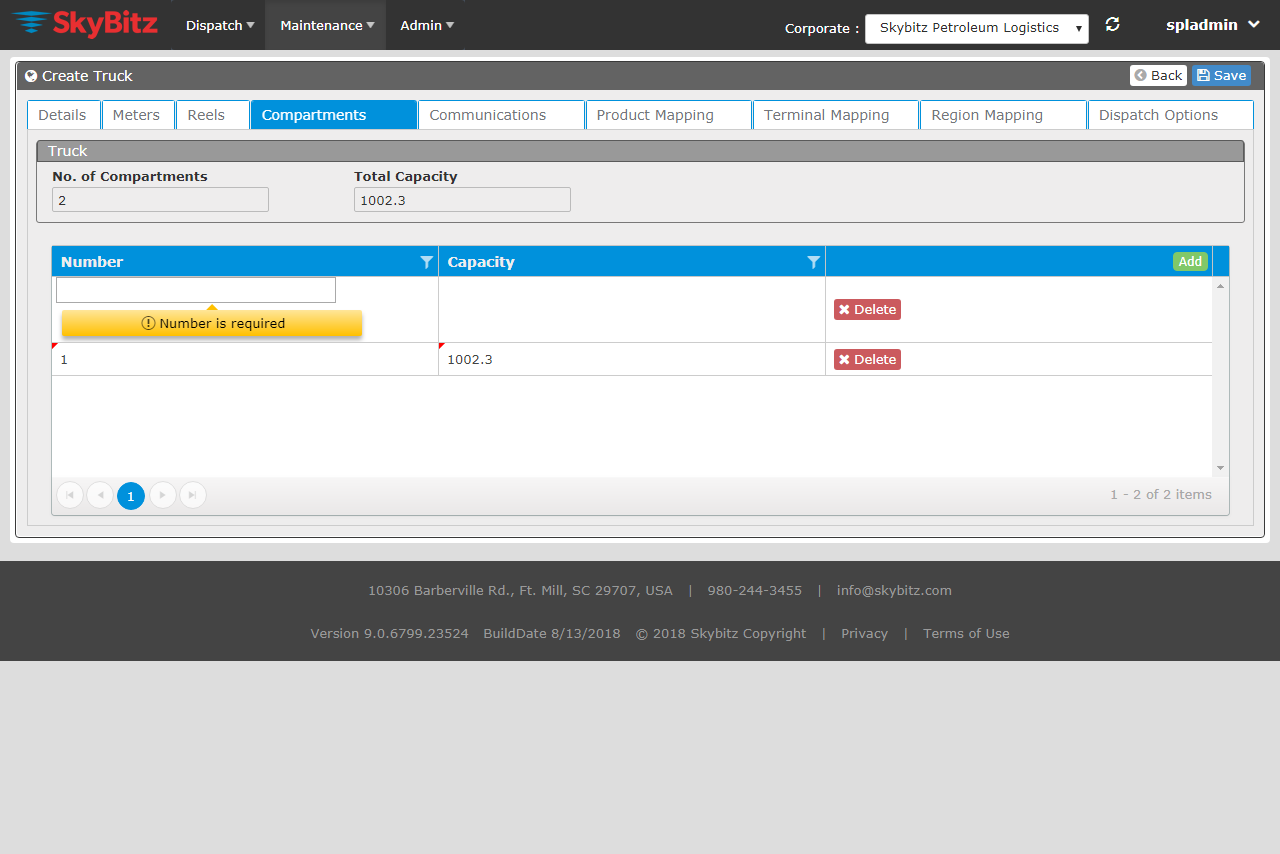 SkyBitz Dispatch Maintenance Admin Corporate : Skybitz Petroleum Logistics spladmin
Create Truck Back Save
Details Meters Reels Compartments Communications Product Mapping Terminal Mapping Region Mapping Dispatch Options
Truck
No. of Compartments Total Capacity
2 1002.3
Number Capacity Add
Delete
Number is required
1 1002.3 Delete
1 1 - 2 of 2 items
10306 Barberville Rd., Ft. Mill, SC 29707, USA | 980-244-3455 | info@skybitz.com
Version 9.0.6799.23524 BuildDate 8/13/2018 © 2018 Skybitz Copyright | Privacy | Terms of Use